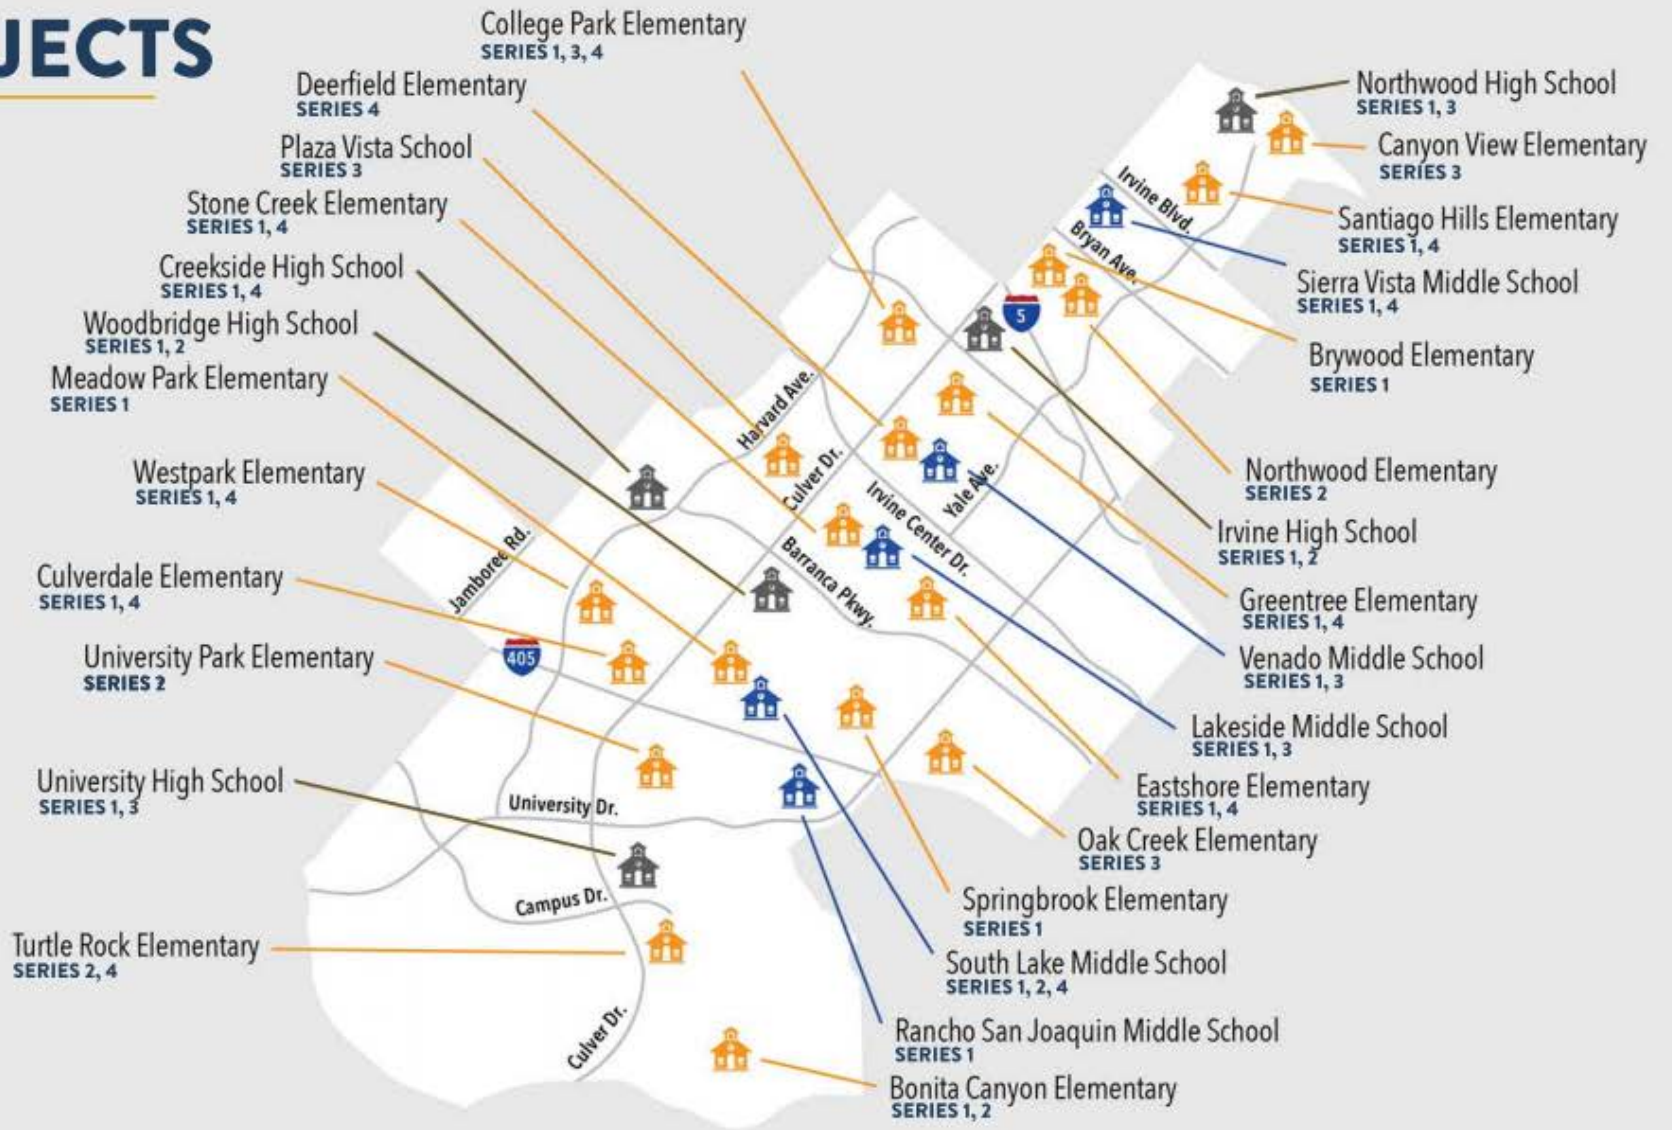 JECTS
College Park Elementary
SERIES 1, 3, 4
Deerfield Elementary
SERIES 4
Plaza Vista School
SERIES 3
Stone Creek Elementary
SERIES 1, 4
Creekside High School
SERIES 1, 4
Woodbridge High School
SERIES 1, 2
Meadow Park Elementary
SERIES 1
Westpark Elementary
SERIES 1, 4
Culverdale Elementary
SERIES 1, 4
University Park Elementary
SERIES 2
University High School
SERIES 1, 3
Turtle Rock Elementary
SERIES 2, 4
Northwood High School
SERIES 1, 3
Canyon View Elementary
SERIES 3
Santiago Hills Elementary
SERIES 1, 4
Sierra Vista Middle School
SERIES 1, 4
Brywood Elementary
SERIES 1
Northwood Elementary
SERIES 2
Irvine High School
SERIES 1, 2
Greentree Elementary
SERIES 1, 4
Venado Middle School
SERIES 1, 3
Lakeside Middle School
SERIES 1, 3
Eastshore Elementary
SERIES 1, 4
Oak Creek Elementary
SERIES 3
Springbrook Elementary
SERIES 1
South Lake Middle School
SERIES 1, 2, 4
Rancho San Joaquin Middle School
SERIES 1
Bonita Canyon Elementary
SERIES 1, 2
Irvine Blvd.
Bryan Ave.
5
Harvard Ave.
Culver Dr.
Yale Ave.
Irvine Center Dr.
Barranca Pkwy.
Jamboree Rd.
405
University Dr.
Campus Dr.
Culver Dr.